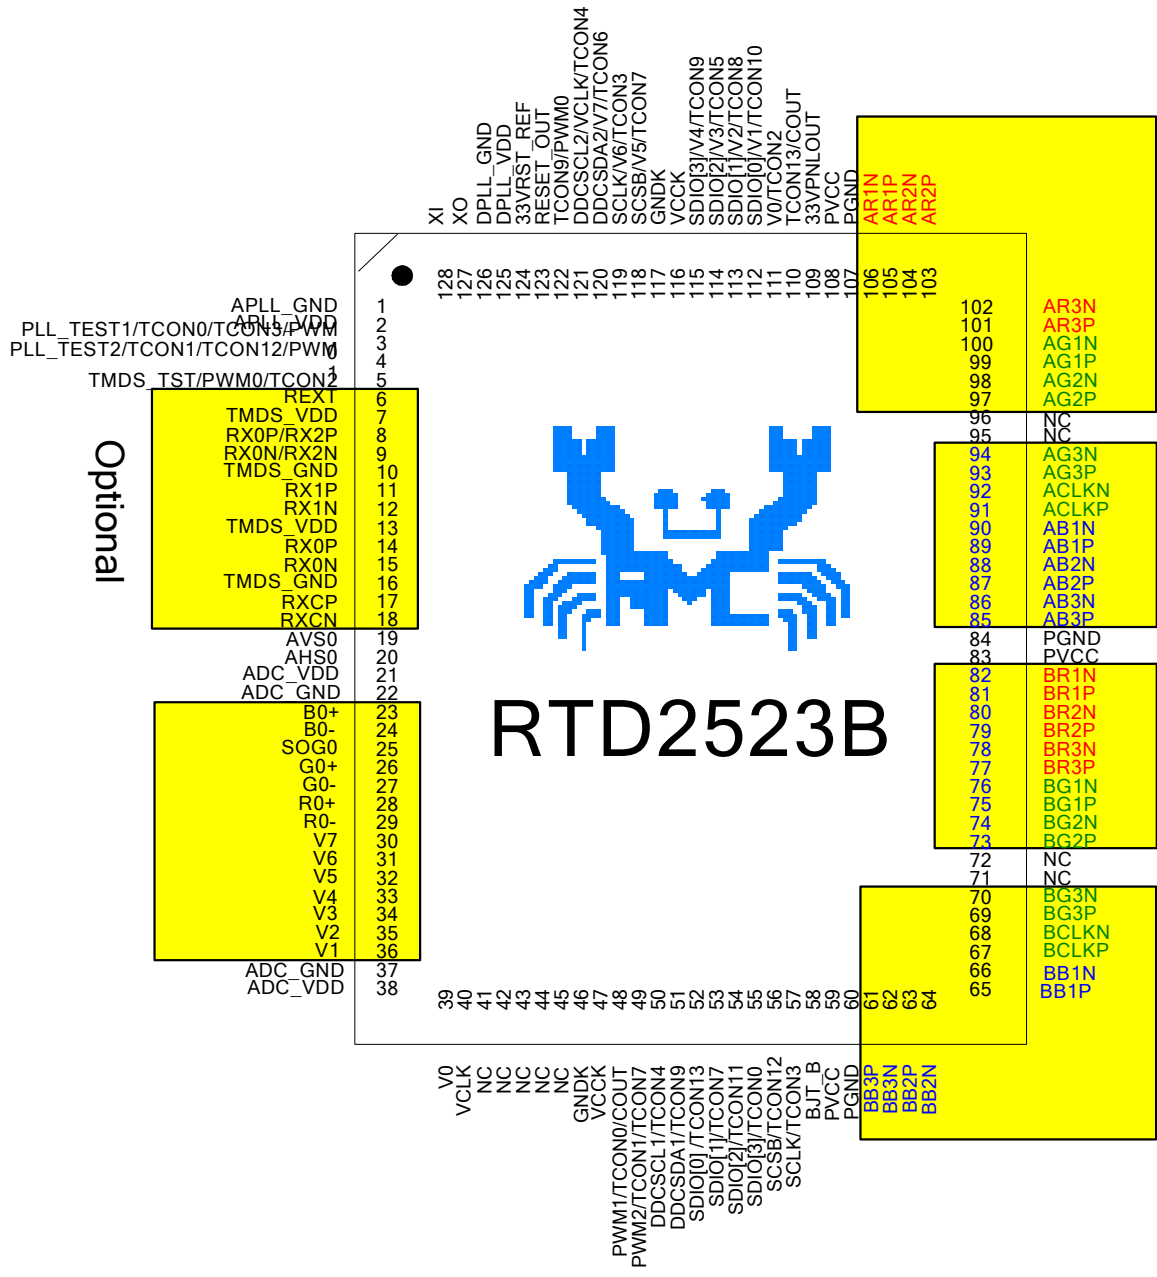 XI
XO
DPLL_GND
DPLL_VDD
33VRST_REF
RESET_OUT
TCON9/PWM0
DDCSCL2/VCLK/TCON4
DDCSDA2/V7/TCON6
SCLK/V6/TCON3
SCSB/V5/TCON7
GNDK
VCCK
SDIO[3]/V4/TCON9
SDIO[2]/V3/TCON5
SDIO[1]/V2/TCON8
SDIO[0]/V1/TCON10
V0/TCON2
TCON13/COUT
33VPNLOUT
PVCC
PGND
AR1N
AR1P
AR2N
AR2P
128
127
126
125
124
123
122
121
120
119
118
117
116
115
114
113
112
111
110
109
108
107
106
105
104
103
APLL_GND 1
APLL_VDD 2
PLL_TEST1/TCON0/TCON3/PWM
0
3
PLL_TEST2/TCON1/TCON12/PWM
1
4
TMDS_TST/PWM0/TCON2 5
REXT 6
TMDS_VDD 7
RX0P/RX2P 8
RX0N/RX2N 9
TMDS_GND 10
RX1P 11
RX1N 12
TMDS_VDD 13
RX0P 14
RX0N 15
TMDS_GND 16
RXCP 17
RXCN 18
Optional
AVS0 19
AHS0 20
ADC_VDD 21
ADC_GND 22
B0+ 23
B0- 24
SOG0 25
G0+ 26
G0- 27
R0+ 28
R0- 29
V7 30
V6 31
V5 32
V4 33
V3 34
V2 35
V1 36
ADC_GND 37
ADC_VDD 38
RTD2523B
102 AR3N
101 AR3P
100 AG1N
99 AG1P
98 AG2N
97 AG2P
96 NC
95 NC
94 AG3N
93 AG3P
92 ACLKN
91 ACLKP
90 AB1N
89 AB1P
88 AB2N
87 AB2P
86 AB3N
85 AB3P
84 PGND
83 PVCC
82 BR1N
81 BR1P
80 BR2N
79 BR2P
78 BR3N
77 BR3P
76 BG1N
75 BG1P
74 BG2N
73 BG2P
72 NC
71 NC
70 BG3N
69 BG3P
68 BCLKN
67 BCLKP
66 BB1N
65 BB1P
39
40
41
42
43
44
45
46
47
48
49
50
51
52
53
54
55
56
57
58
59
60
61
62
63
64
V0
VCLK
NC
NC
NC
NC
NC
GNDK
VCCK
PWM1/TCON0/COUT
PWM2/TCON1/TCON7
DDCSCL1/TCON4
DDCSDA1/TCON9
SDIO[0]/TCON13
SDIO[1]/TCON7
SDIO[2]/TCON11
SDIO[3]/TCON0
SCSB/TCON12
SCLK/TCON3
BJT_B
PVCC
PGND
BB3P
BB3N
BB2P
BB2N